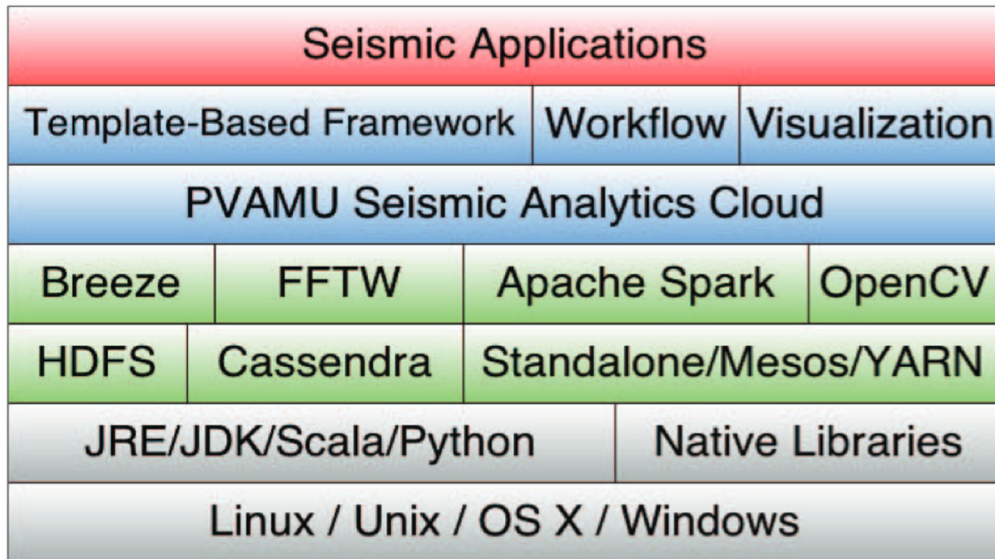 Seismic Applications
Template-Based Framework Workflow Visualization
PVAMU Seismic Analytics Cloud
Breeze FFTW Apache Spark OpenCV
HDFS Cassendra Standalone/Mesos/YARN
JRE/JDK/Scala/Python Native Libraries
Linux / Unix / OS X / Windows